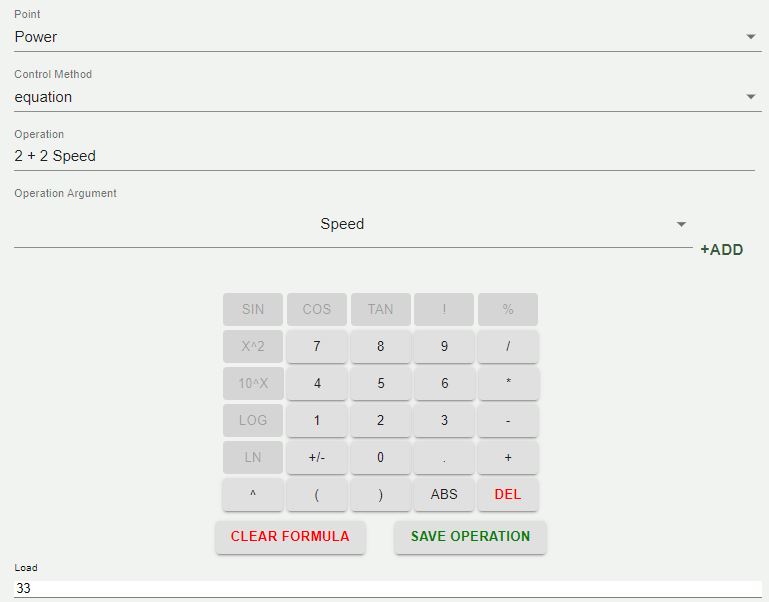 Point
Power
Control Method
equation
Operation
2 + 2 Speed
Operation Argument
Speed
+ADD
SIN COS TAN ! %
X^2 7 8 9 /
10^X 4 5 6 *
LOG 1 2 3 -
LN +/- 0 . +
^ ( ) ABS DEL
CLEAR FORMULA SAVE OPERATION
Load
33